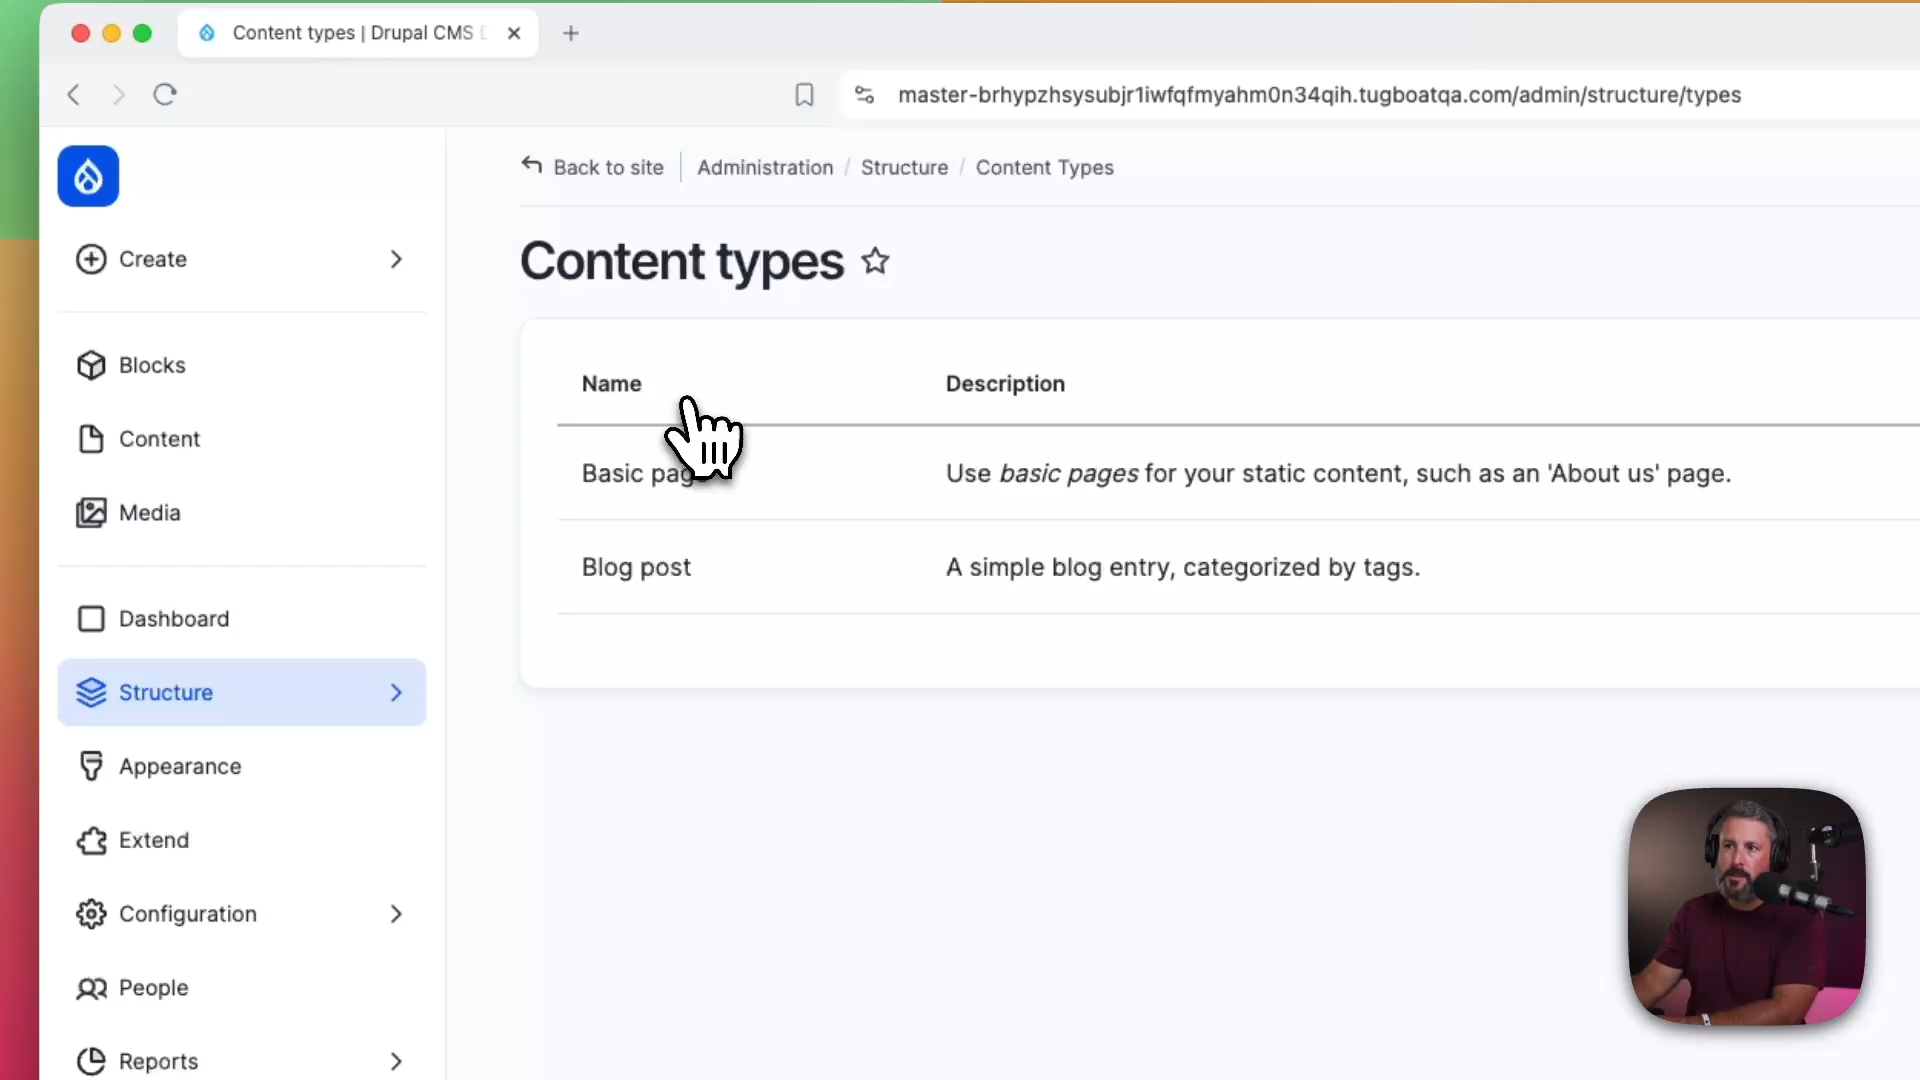 Content types | Drupal CMS
master-brhypzhsysubjr1iwfqfmyahm0n34qih.tugboatqa.com/admin/structure/types
Back to site
Administration / Structure / Content Types
Create
Content types
Blocks
Content
Media
Dashboard
Structure
Appearance
Extend
Configuration
People
Reports
Name
Description
Basic pag
Use basic pages for your static content, such as an 'About us' page.
Blog post
A simple blog entry, categorized by tags.